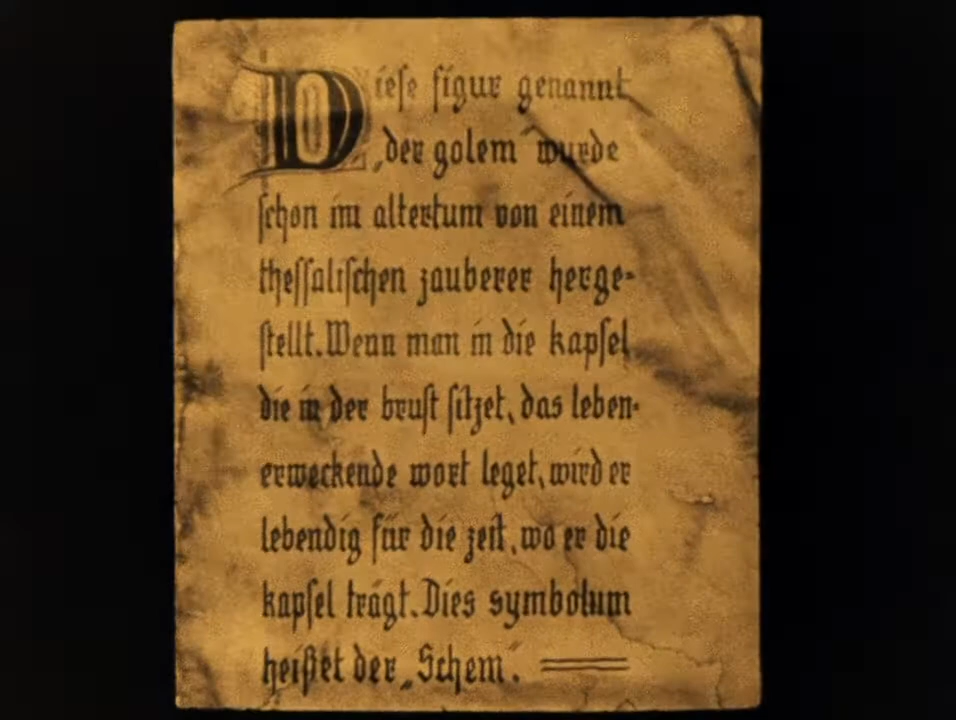 Diese figur genannt
„der golem“ wurde
schon im altertum von einem
thessalischen zauberer herge-
stellt. Wenn man in die kapsel
die in der brust sitzet, das leben-
erweckende wort leget, wird er
lebendig für die zeit, wo er die
kapsel trägt. Dies symbolum
heißet der „Schem“.